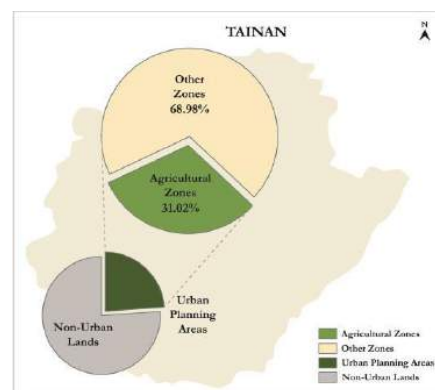 TAINAN
N
Other
Zones
68.98%
Agricultural
Zones
31.02%
Urban
Planning
Areas
Non-Urban
Lands
Agricultural Zones
Other Zones
Urban Planning Areas
Non-Urban Lands